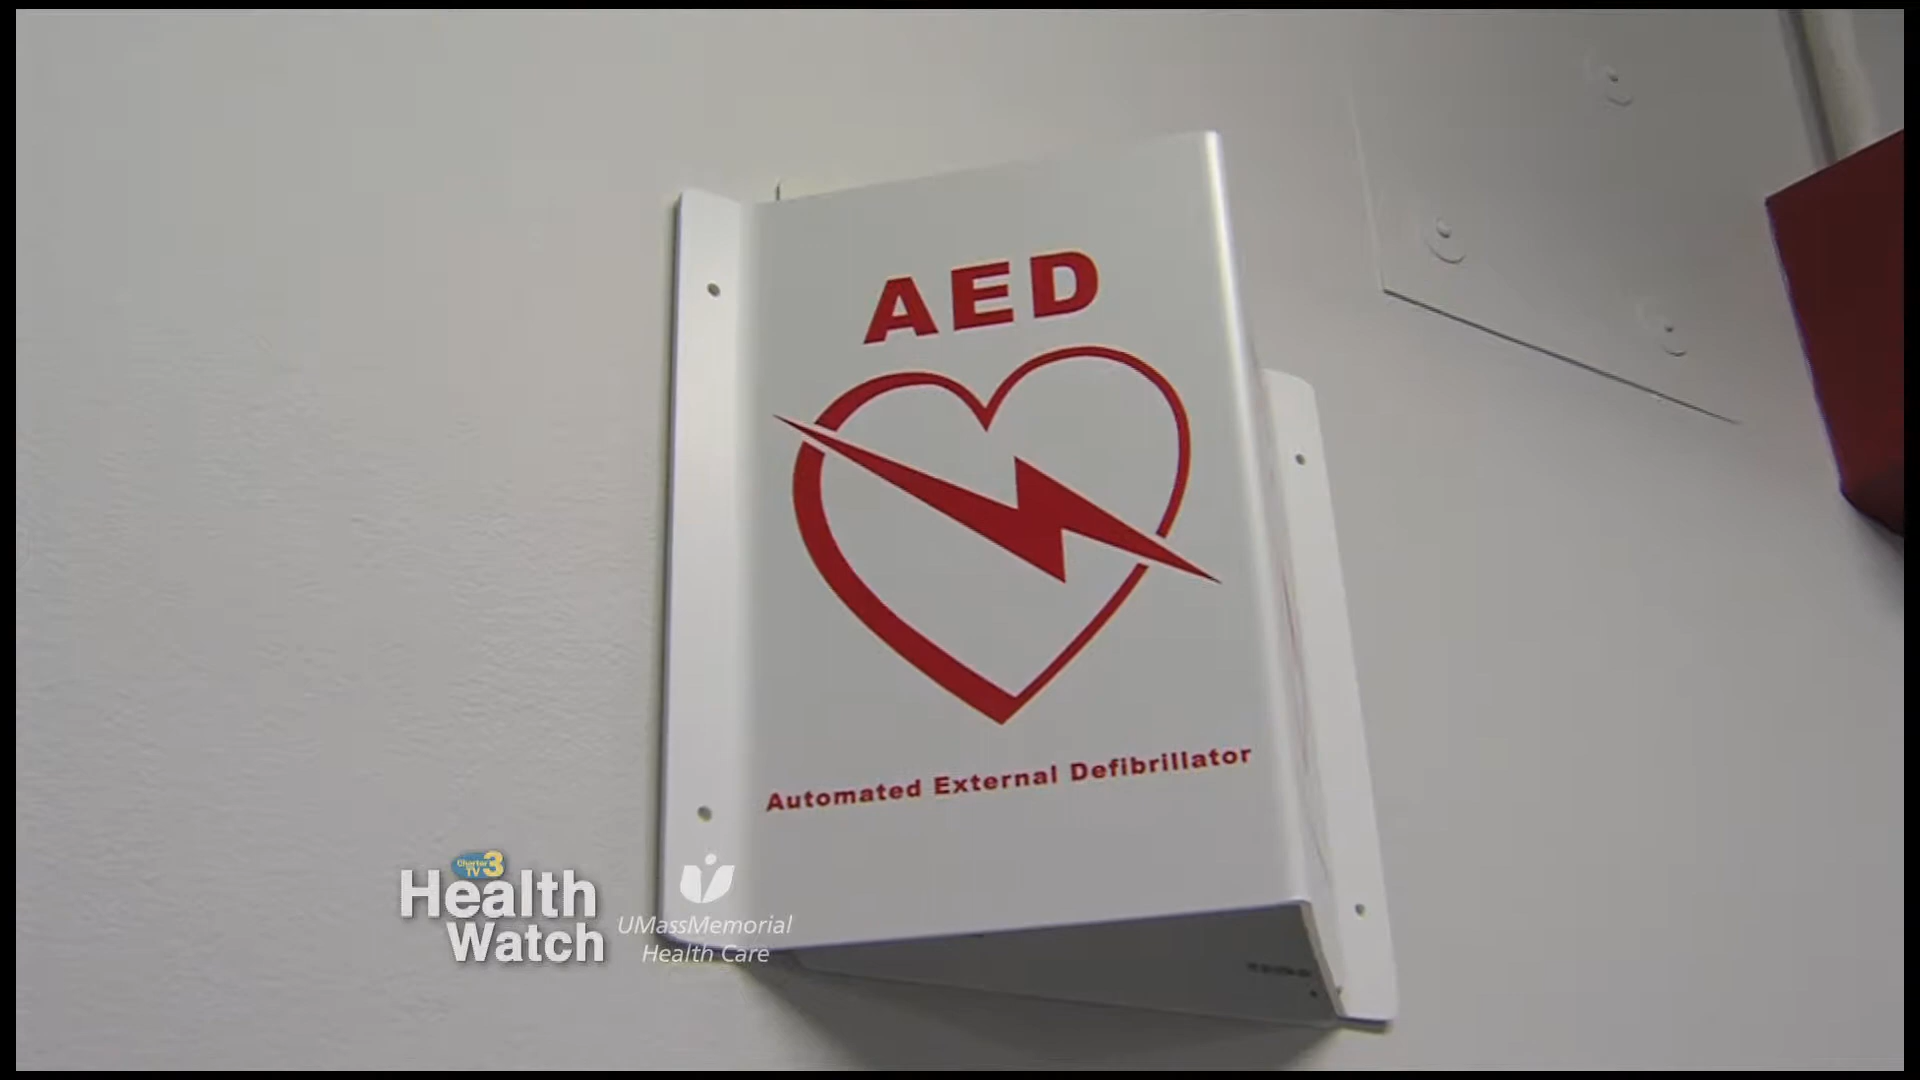 AED
Automated External Defibrillator
Charter
TV3
Health
Watch
UMassMemorial
Health Care